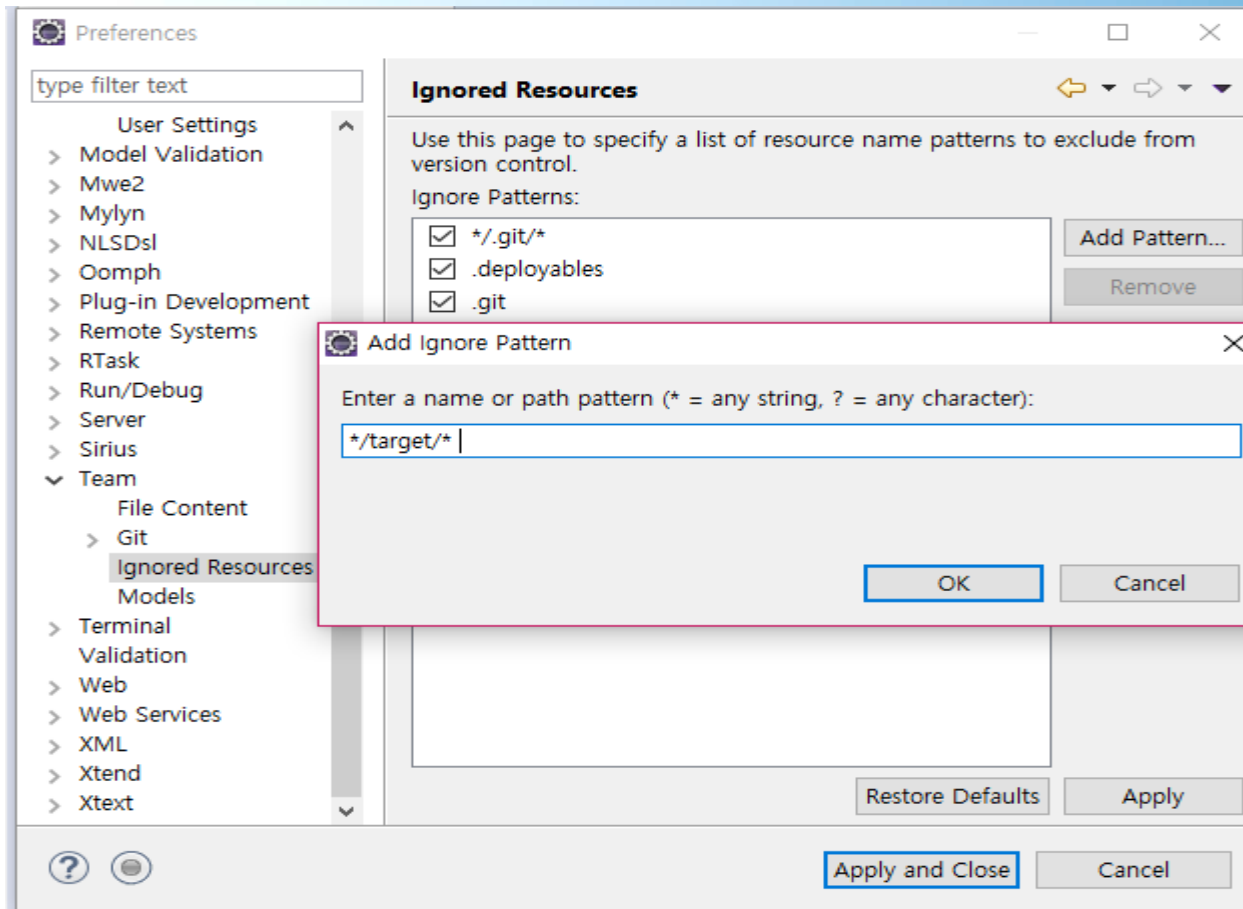 Preferences
type filter text
User Settings
Model Validation
Mwe2
Mylyn
NLSDsl
Oomph
Plug-in Development
Remote Systems
RTask
Run/Debug
Server
Sirius
Team
File Content
Git
Ignored Resources
Models
Terminal
Validation
Web
Web Services
XML
Xtend
Xtext
Ignored Resources
Use this page to specify a list of resource name patterns to exclude from
version control.
Ignore Patterns:
*/.git/*
.deployables
.git
Add Pattern...
Remove
Add Ignore Pattern
Enter a name or path pattern (* = any string, ? = any character):
*/target/*
OK
Cancel
Restore Defaults
Apply
Apply and Close
Cancel